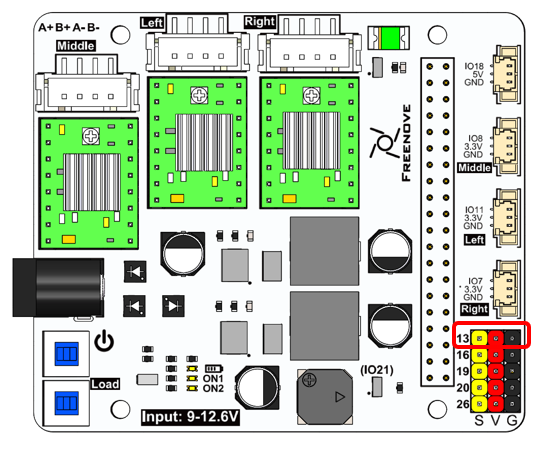 A+B+A-B-
Middle
Left
Right
FREENOVE
IO18
5V
GND
IO8
3.3V
GND
Middle
IO11
3.3V
GND
Left
IO7
3.3V
GND
Right
13
16
19
20
26
S V G
(IO21)
Load
ON1
ON2
Input: 9-12.6V